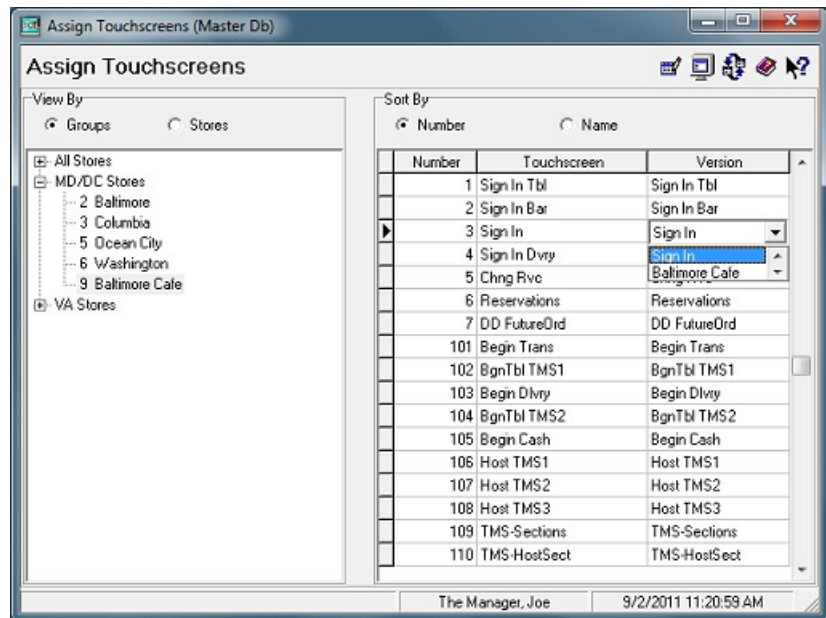 Assign Touchscreens (Master Db)
Assign Touchscreens
View By
Groups Stores
All Stores
MD/DC Stores
2 Baltimore
3 Columbia
5 Ocean City
6 Washington
9 Baltimore Cafe
VA Stores
Sort By
Number Name
Number Touchscreen Version
1 Sign In Tbl Sign In Tbl
2 Sign In Bar Sign In Bar
3 Sign In Sign In
4 Sign In Dvry Sign In
5 Chng Rvc Baltimore Cafe
6 Reservations Reservations
7 DD FutureOrd DD FutureOrd
101 Begin Trans Begin Trans
102 BgnTbl TMS1 BgnTbl TMS1
103 Begin Dlvry Begin Dlvry
104 BgnTbl TMS2 BgnTbl TMS2
105 Begin Cash Begin Cash
106 Host TMS1 Host TMS1
107 Host TMS2 Host TMS2
108 Host TMS3 Host TMS3
109 TMS-Sections TMS-Sections
110 TMS-HostSect TMS-HostSect
The Manager, Joe 9/2/2011 11:20:59 AM